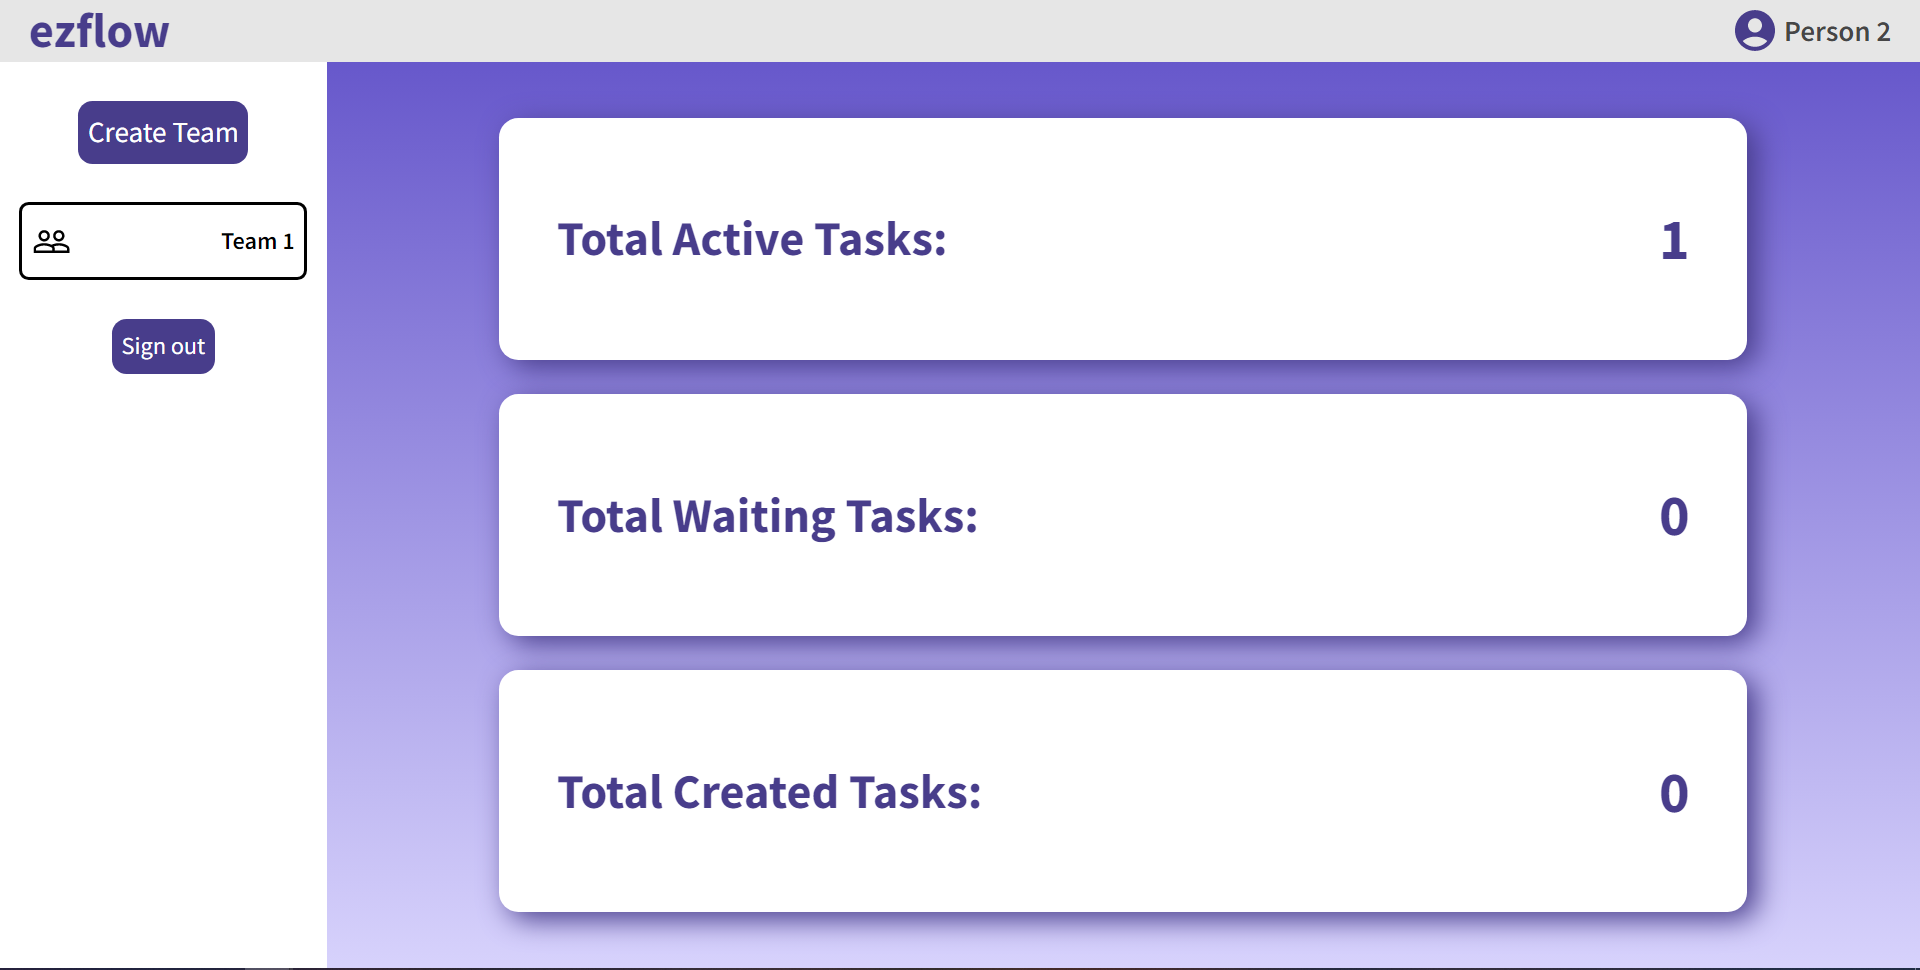 ezflow
Person 2
Create Team
Team 1
Sign out
Total Active Tasks:
1
Total Waiting Tasks:
0
Total Created Tasks:
0